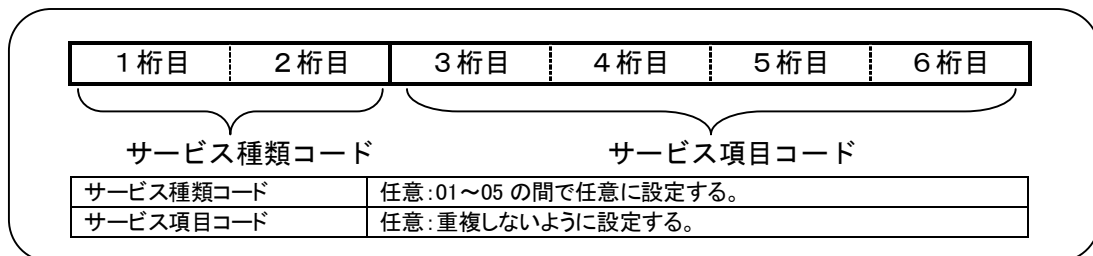 １桁目 ２桁目 ３桁目 ４桁目 ５桁目 ６桁目
サービス種類コード サービス項目コード
サービス種類コード 任意：01～05 の間で任意に設定する。
サービス項目コード 任意：重複しないように設定する。